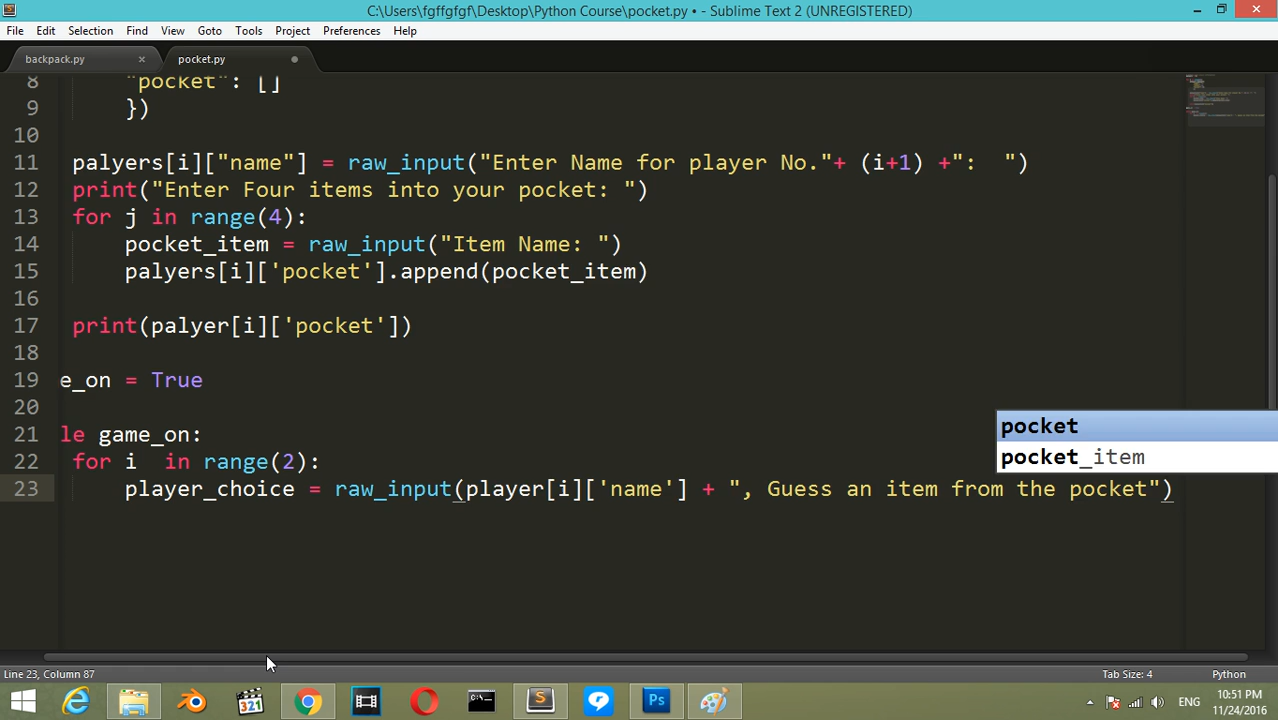 C:\Users\fgffgfgf\Desktop\Python Course\pocket.py • - Sublime Text 2 (UNREGISTERED)
File Edit Selection Find View Goto Tools Project Preferences Help
backpack.py pocket.py
8 "pocket": []
9 })
10
11 palyers[i]["name"] = raw_input("Enter Name for player No."+ (i+1) +":  ")
12 print("Enter Four items into your pocket: ")
13 for j in range(4):
14 pocket_item = raw_input("Item Name: ")
15 palyers[i]['pocket'].append(pocket_item)
16
17 print(palyer[i]['pocket'])
18
19 e_on = True
20
21 le game_on:
22 for i  in range(2):
23 player_choice = raw_input(player[i]['name'] + ", Guess an item from the pocket")
pocket
pocket_item
Line 23, Column 87 Tab Size: 4 Python
321 S Ps ENG 10:51 PM
11/24/2016